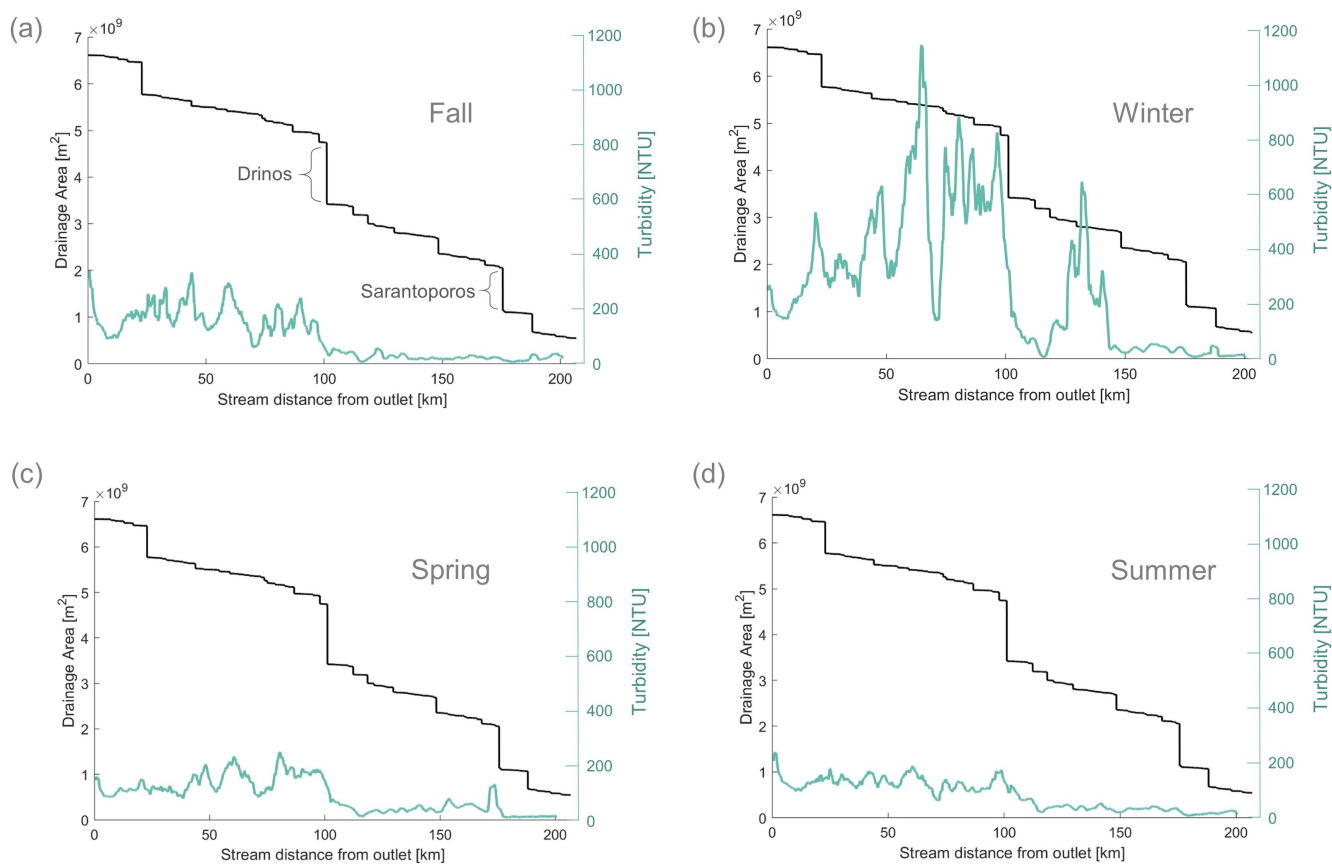 (a)
×10⁹
Fall
Drinos
Sarantoporos
Drainage Area [m²]
7
6
5
4
3
2
1
0
0 50 100 150 200
Stream distance from outlet [km]
1200
1000
800
600
400
200
0
Turbidity [NTU]
(b)
×10⁹
Winter
Drainage Area [m²]
7
6
5
4
3
2
1
0
0 50 100 150 200
Stream distance from outlet [km]
1200
1000
800
600
400
200
0
Turbidity [NTU]
(c)
×10⁹
Spring
Drainage Area [m²]
7
6
5
4
3
2
1
0
0 50 100 150 200
Stream distance from outlet [km]
1200
1000
800
600
400
200
0
Turbidity [NTU]
(d)
×10⁹
Summer
Drainage Area [m²]
7
6
5
4
3
2
1
0
0 50 100 150 200
Stream distance from outlet [km]
1200
1000
800
600
400
200
0
Turbidity [NTU]